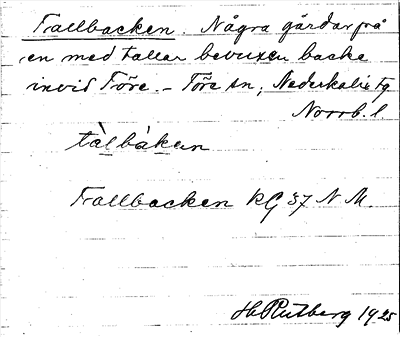 Tallbacken. Några gårdar på
en med tallar bevuxen backe
invid Töre. - Töre sn, Nederkalix tg
Norrb. l.
tàlbàkan
Tallbacken kG 37 N M.
H Rutberg 1925